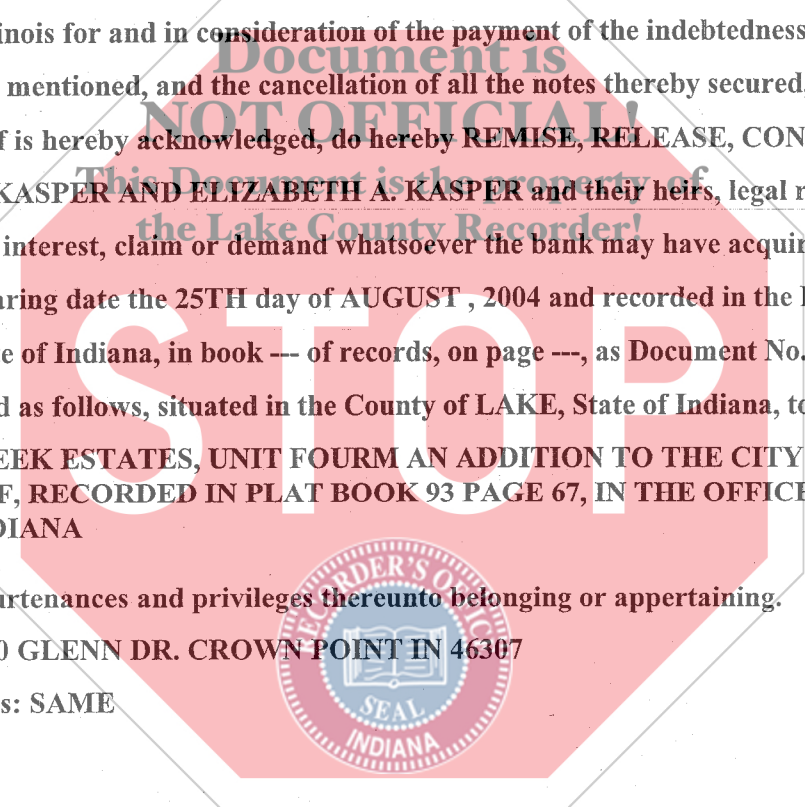 inois for and in consideration of the payment of the indebtedness
Document is
mentioned, and the cancellation of all the notes thereby secured,
NOT OFFICIAL!
f is hereby acknowledged, do hereby REMISE, RELEASE, CON
This Document is the property of
KASPER AND ELIZABETH A. KASPER and their heirs, legal r
the Lake County Recorder!
interest, claim or demand whatsoever the bank may have acquir
aring date the 25TH day of AUGUST , 2004 and recorded in the
STOP
e of Indiana, in book --- of records, on page ---, as Document No.
d as follows, situated in the County of LAKE, State of Indiana, to
EEK ESTATES, UNIT FOURM AN ADDITION TO THE CITY
F, RECORDED IN PLAT BOOK 93 PAGE 67, IN THE OFFICE
DIANA
urtenances and privileges thereunto belonging or appertaining.
0 GLENN DR. CROWN POINT IN 46307
s: SAME
RECORDER'S OFFICE
SEAL
INDIANA